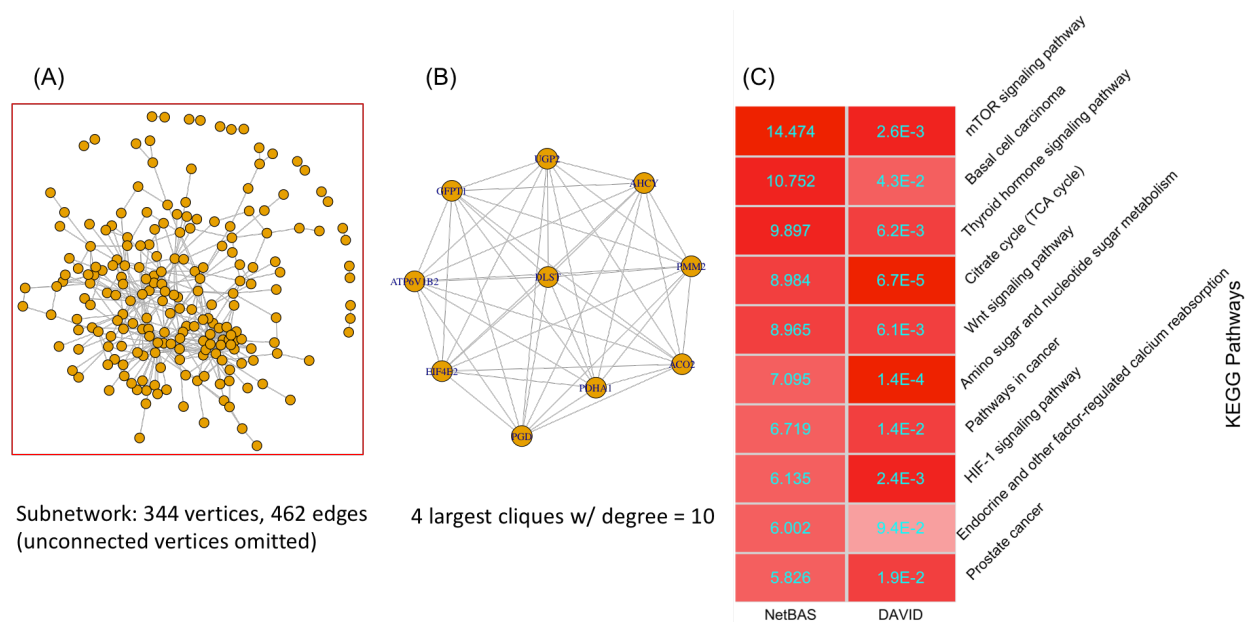 (A)
Subnetwork: 344 vertices, 462 edges
(unconnected vertices omitted)
(B)
UGP2
GFPT1
AHCY
ATP6V1B2
DLST
PMM2
EIF4E2
PDHA1
ACO2
PGD
4 largest cliques w/ degree = 10
(C)
14.474 2.6E-3 mTOR signaling pathway
10.752 4.3E-2 Basal cell carcinoma
9.897 6.2E-3 Thyroid hormone signaling pathway
8.984 6.7E-5 Citrate cycle (TCA cycle)
8.965 6.1E-3 Wnt signaling pathway
7.095 1.4E-4 Amino sugar and nucleotide sugar metabolism
6.719 1.4E-2 Pathways in cancer
6.135 2.4E-3 HIF-1 signaling pathway
6.002 9.4E-2 Endocrine and other factor-regulated calcium reabsorption
5.826 1.9E-2 Prostate cancer
NetBAS DAVID
KEGG Pathways